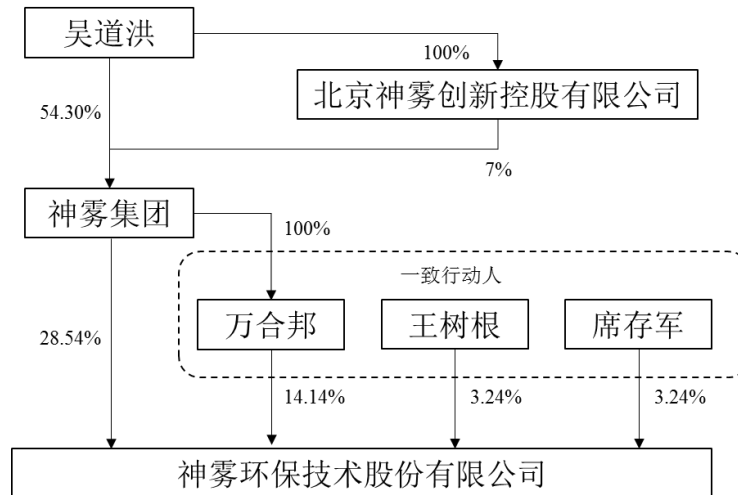 吴道洪
100%
北京神雾创新控股有限公司
54.30%
7%
神雾集团
100%
一致行动人
万合邦
王树根
席存军
28.54%
14.14%
3.24%
3.24%
神雾环保技术股份有限公司